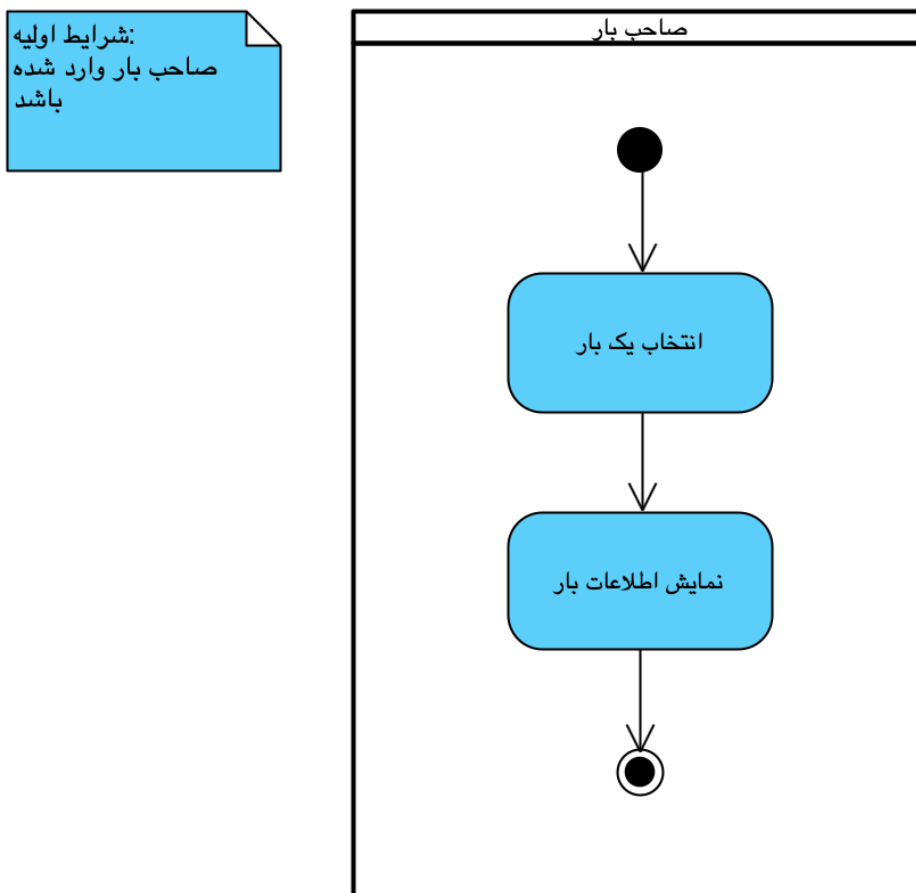 شرایط اولیه:
صاحب بار وارد شده
باشد
صاحب بار
انتخاب یک بار
نمایش اطلاعات بار